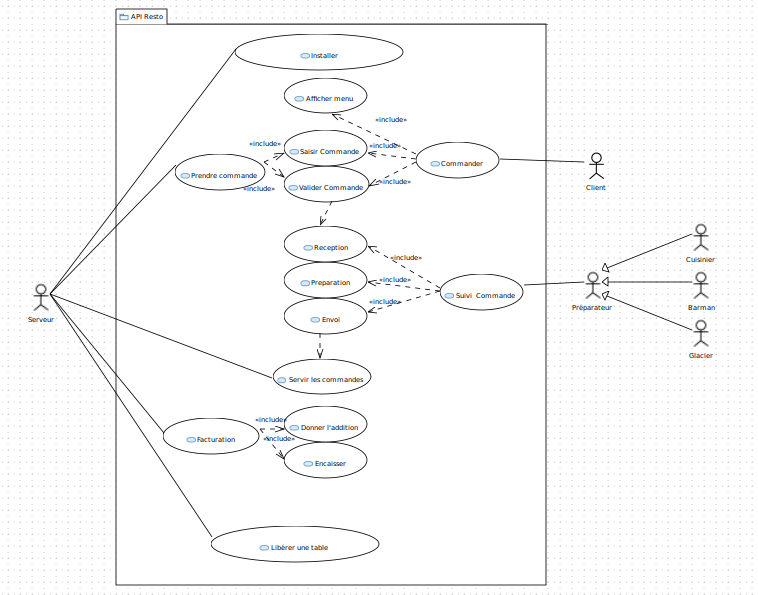 API Resto
Installer
Afficher menu
«include»
Saisir Commande
«include»
«include»
Commander
Prendre commande
Valider Commande
«include»
«include»
Client
Reception
«include»
Cuisinier
Preparation
«include»
Suivi Commande
Envoi
«include»
Préparateur
Barman
Serveur
Glacier
Servir les commandes
«include»
Donner l'addition
Facturation
«include»
Encaisser
Libérer une table